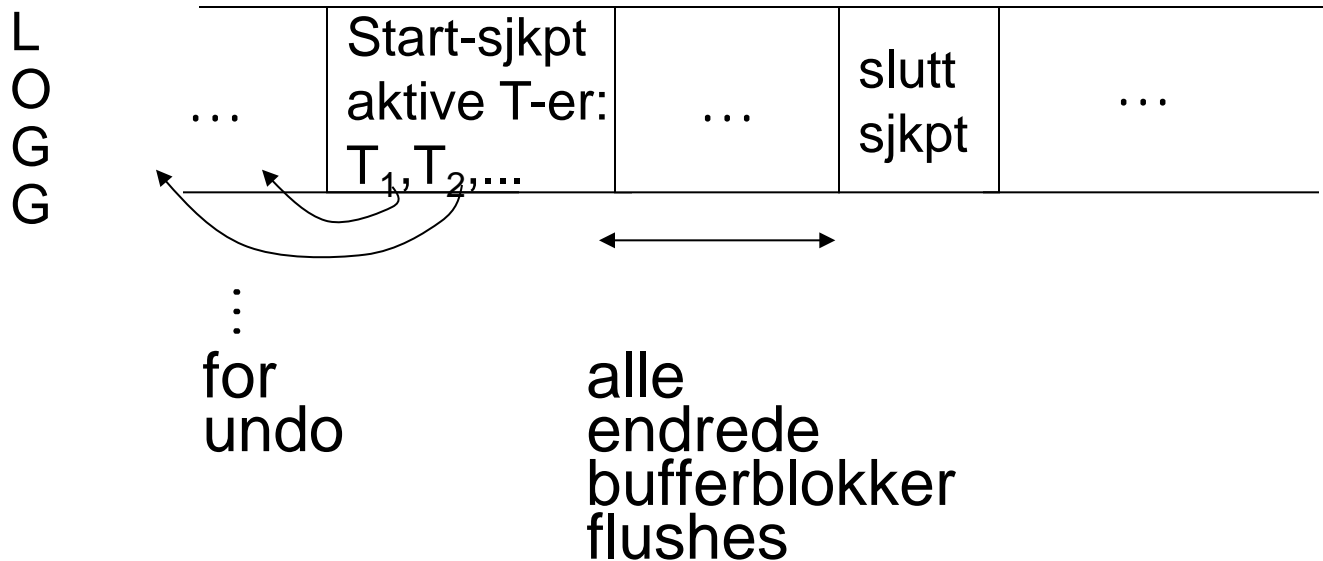 L
O
G
G
...
Start-sjkpt
aktive T-er:
T₁,T₂,...
...
slutt
sjkpt
...
⋮
for
undo
alle
endrede
bufferblokker
flushes